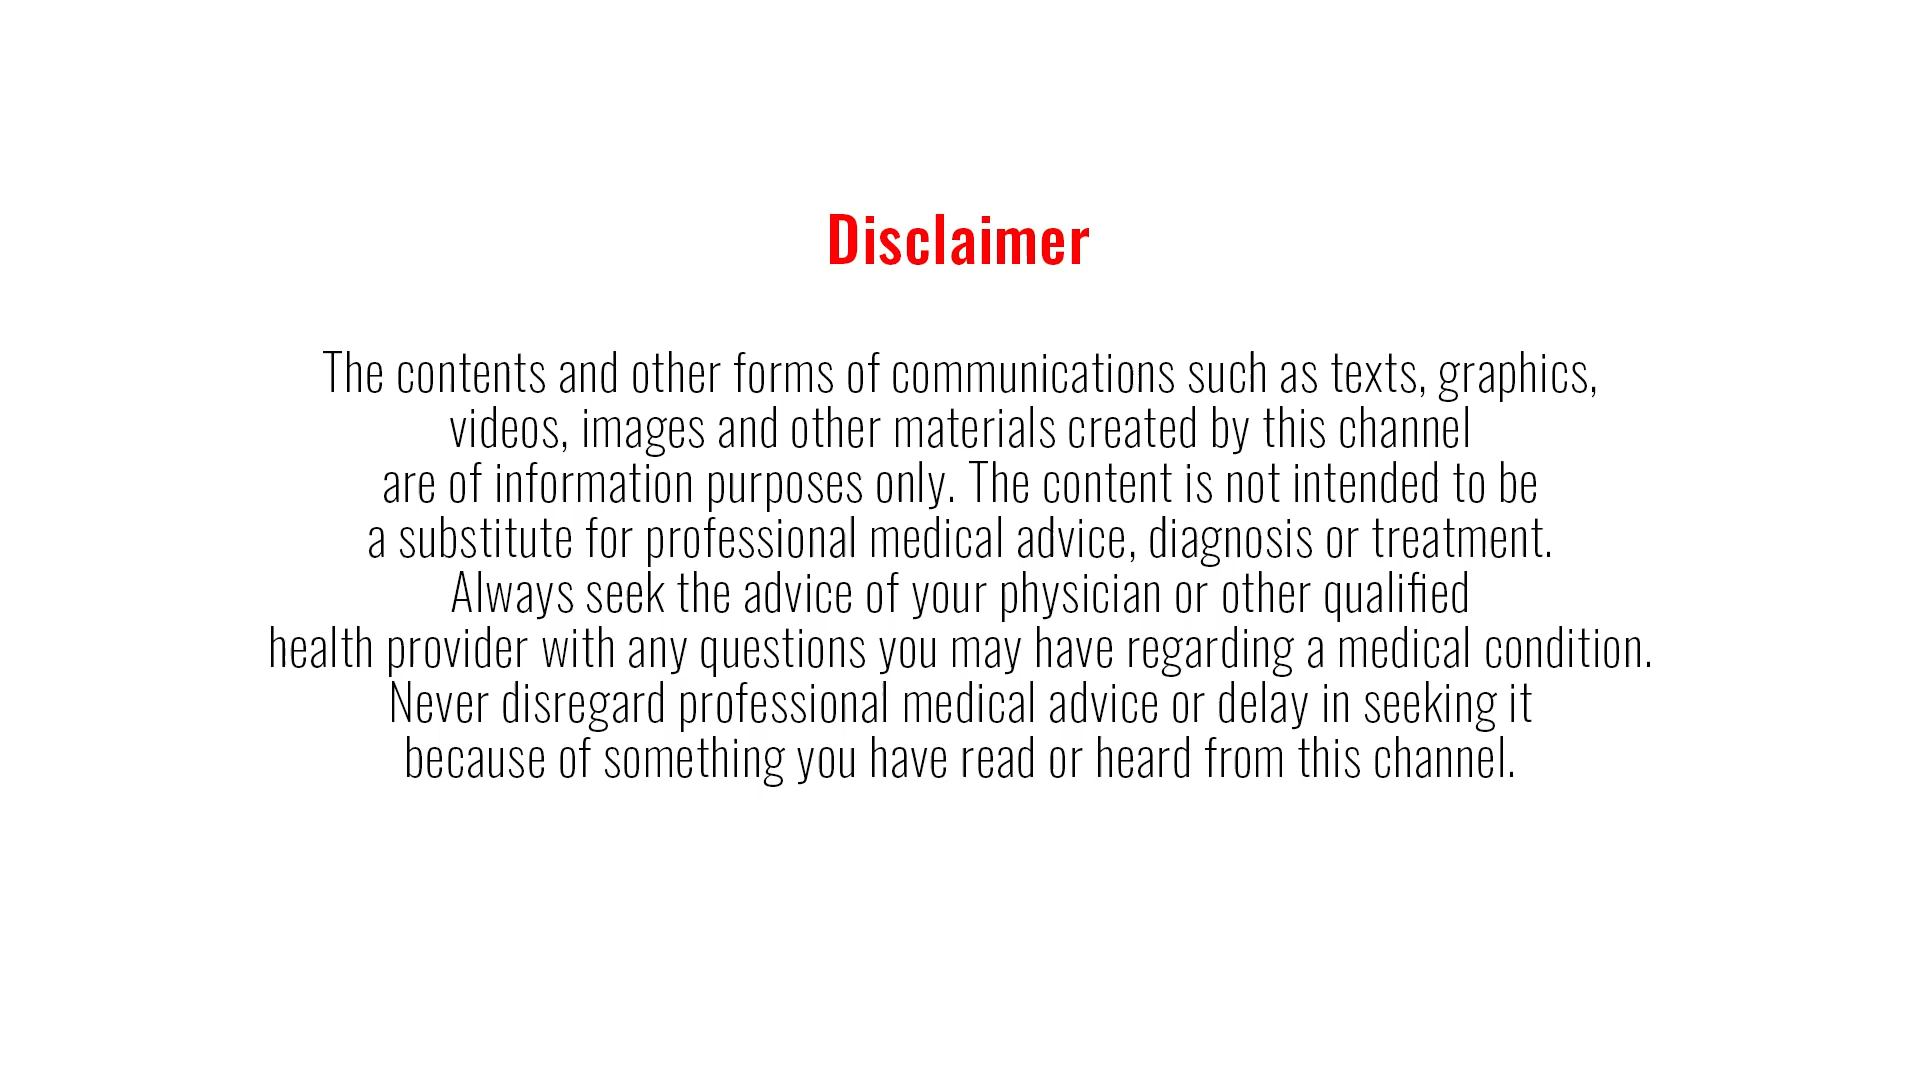 Disclaimer
The contents and other forms of communications such as texts, graphics,
videos, images and other materials created by this channel
are of information purposes only. The content is not intended to be
a substitute for professional medical advice, diagnosis or treatment.
Always seek the advice of your physician or other qualified
health provider with any questions you may have regarding a medical condition.
Never disregard professional medical advice or delay in seeking it
because of something you have read or heard from this channel.